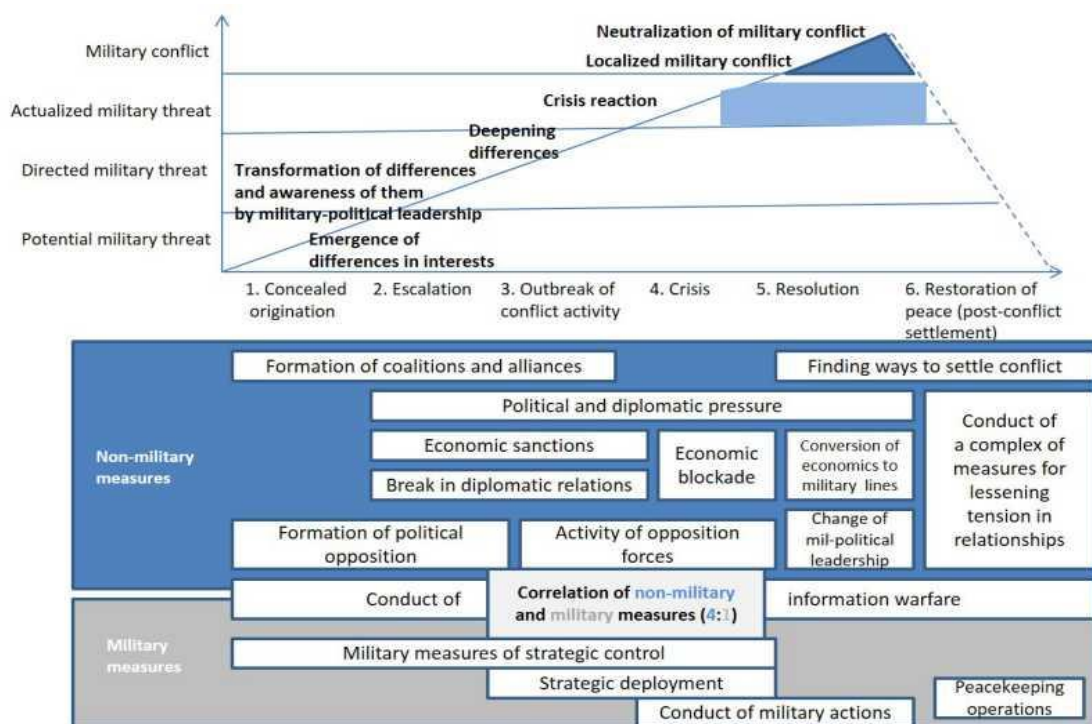 Neutralization of military conflict
Military conflict
Localized military conflict
Crisis reaction
Actualized military threat
Deepening
differences
Directed military threat
Transformation of differences
and awareness of them
by military-political leadership
Potential military threat
Emergence of
differences in interests
1. Concealed
origination
2. Escalation
3. Outbreak of
conflict activity
4. Crisis
5. Resolution
6. Restoration of
peace (post-conflict
settlement)
Non-military
measures
Formation of coalitions and alliances
Finding ways to settle conflict
Political and diplomatic pressure
Economic sanctions
Break in diplomatic relations
Economic
blockade
Conversion of
economics to
military lines
Conduct of
a complex of
measures for
lessening
tension in
relationships
Formation of political
opposition
Activity of opposition
forces
Change of
mil-political
leadership
Conduct of
Correlation of non-military
and military measures (4:1)
information warfare
Military
measures
Military measures of strategic control
Strategic deployment
Conduct of military actions
Peacekeeping
operations